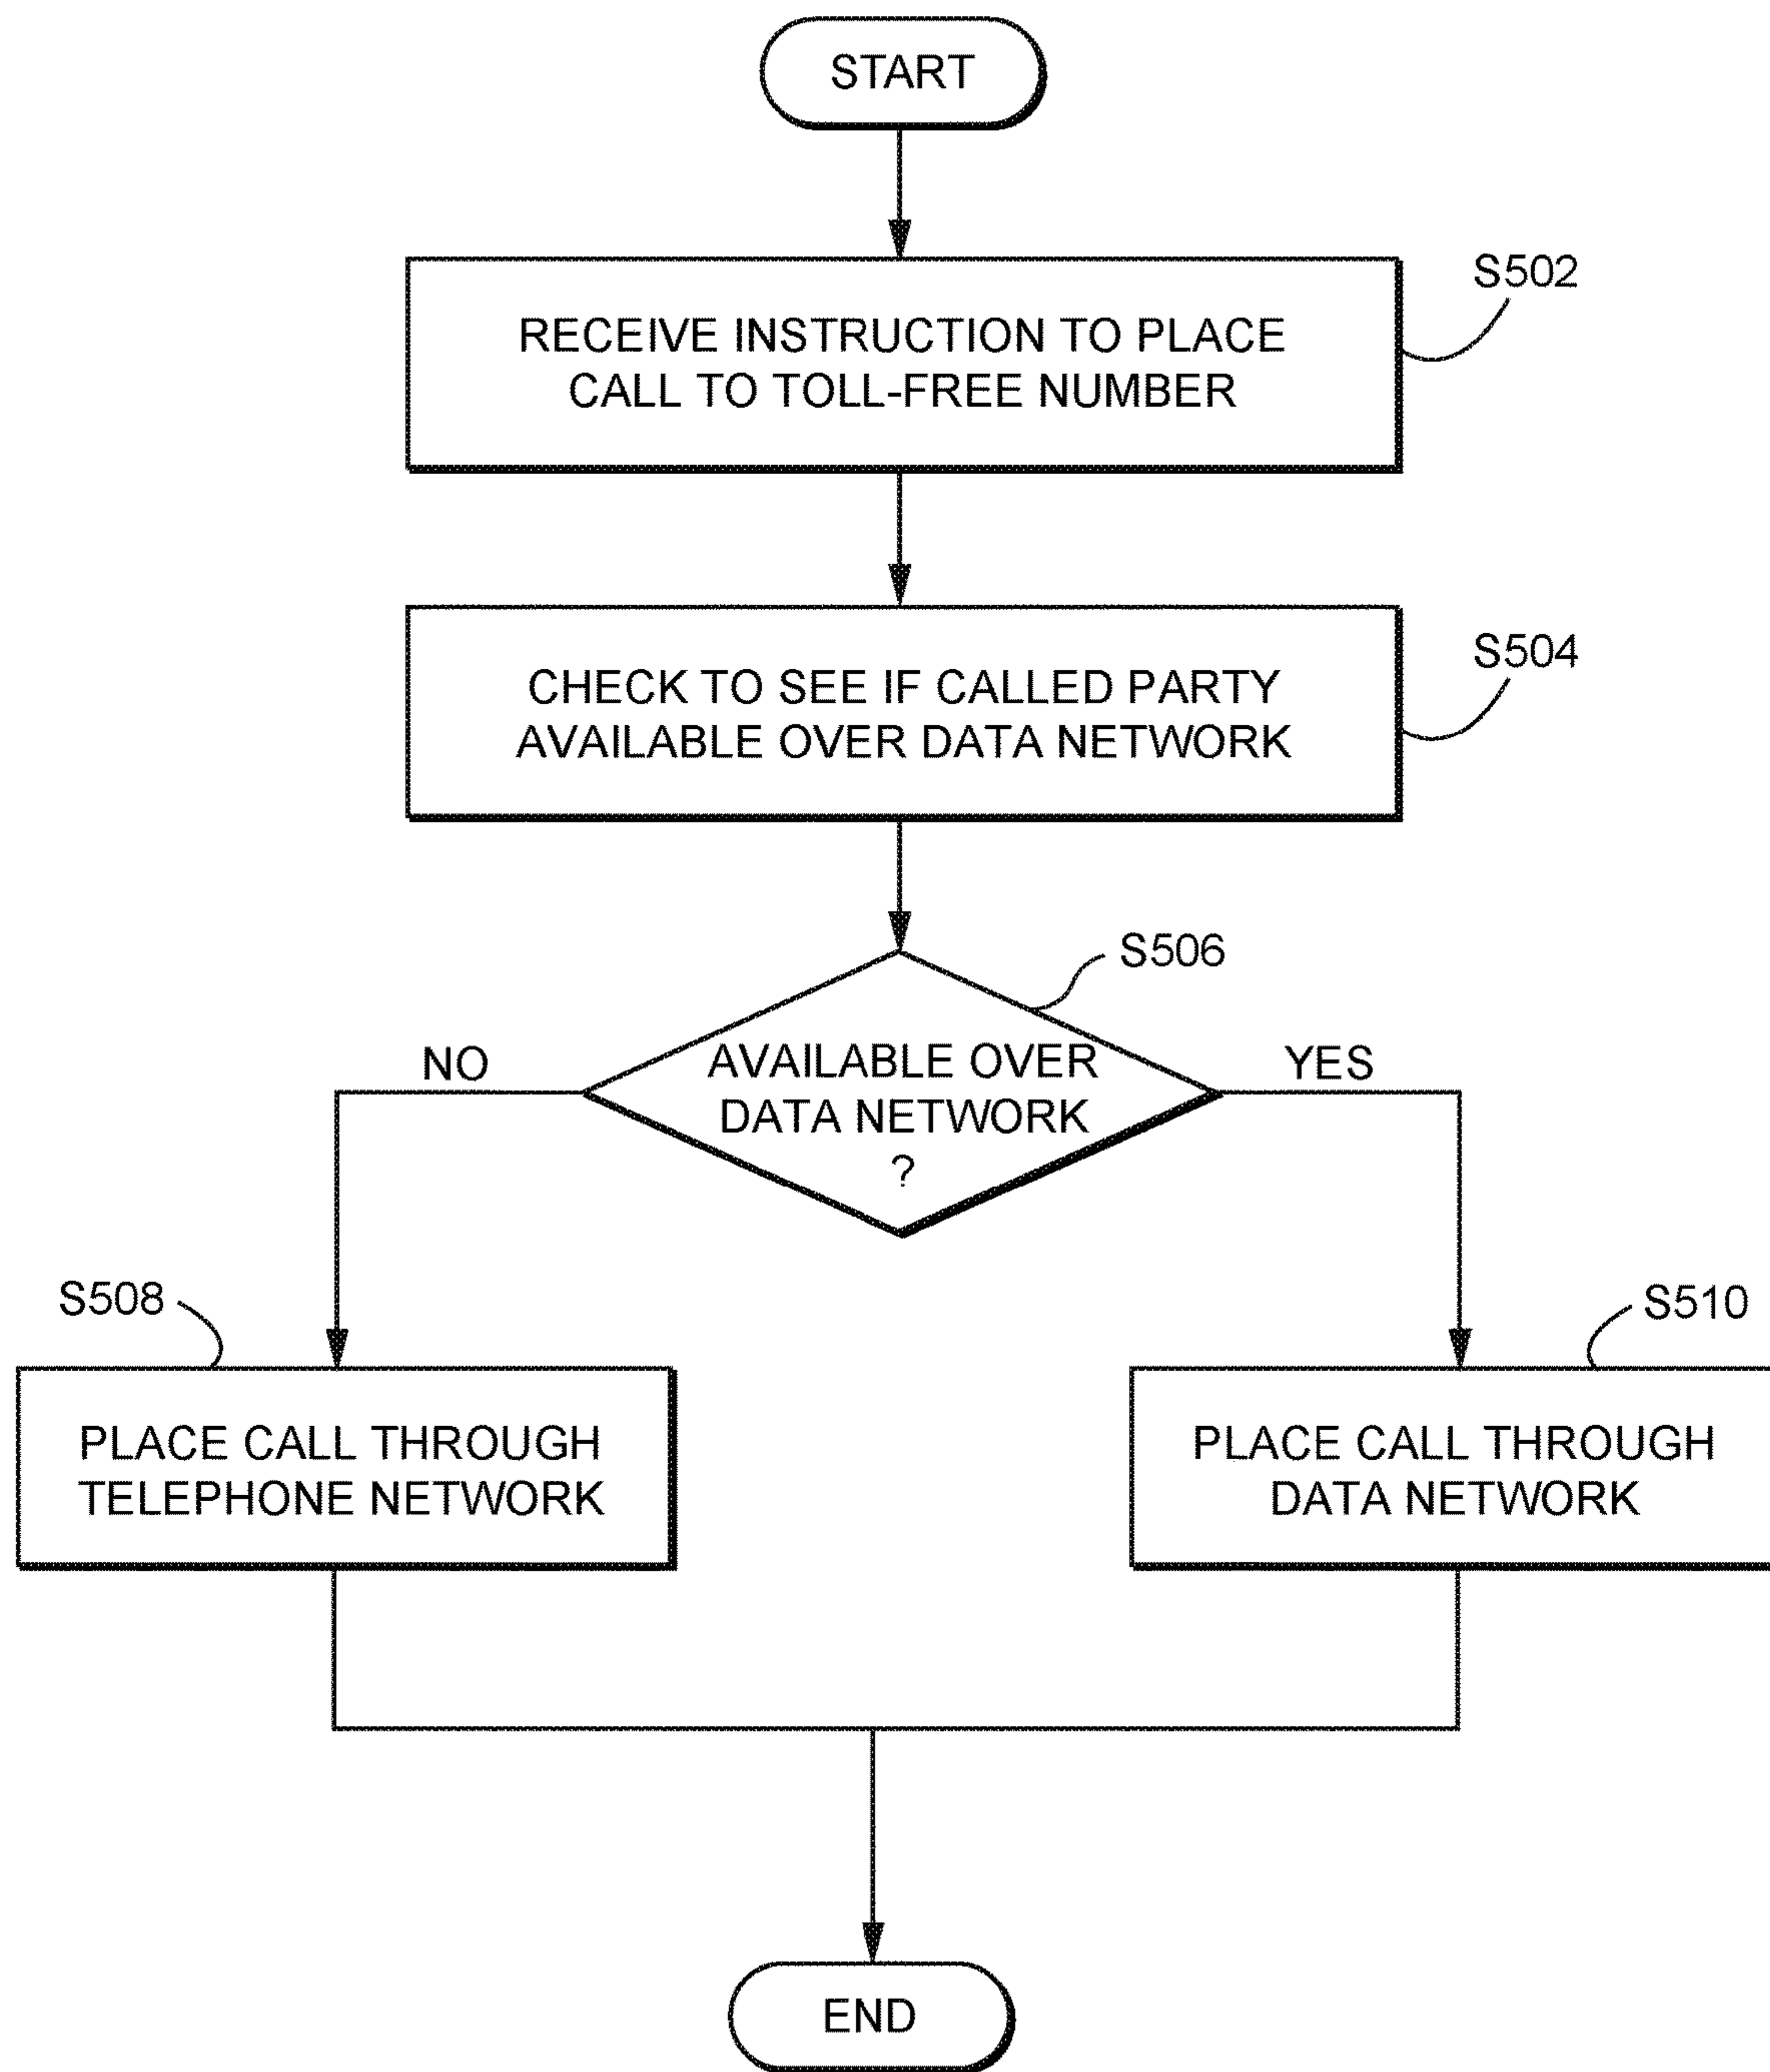 START
S502
RECEIVE INSTRUCTION TO PLACE
CALL TO TOLL-FREE NUMBER
S504
CHECK TO SEE IF CALLED PARTY
AVAILABLE OVER DATA NETWORK
S506
NO
AVAILABLE OVER
DATA NETWORK
?
YES
S508
PLACE CALL THROUGH
TELEPHONE NETWORK
S510
PLACE CALL THROUGH
DATA NETWORK
END